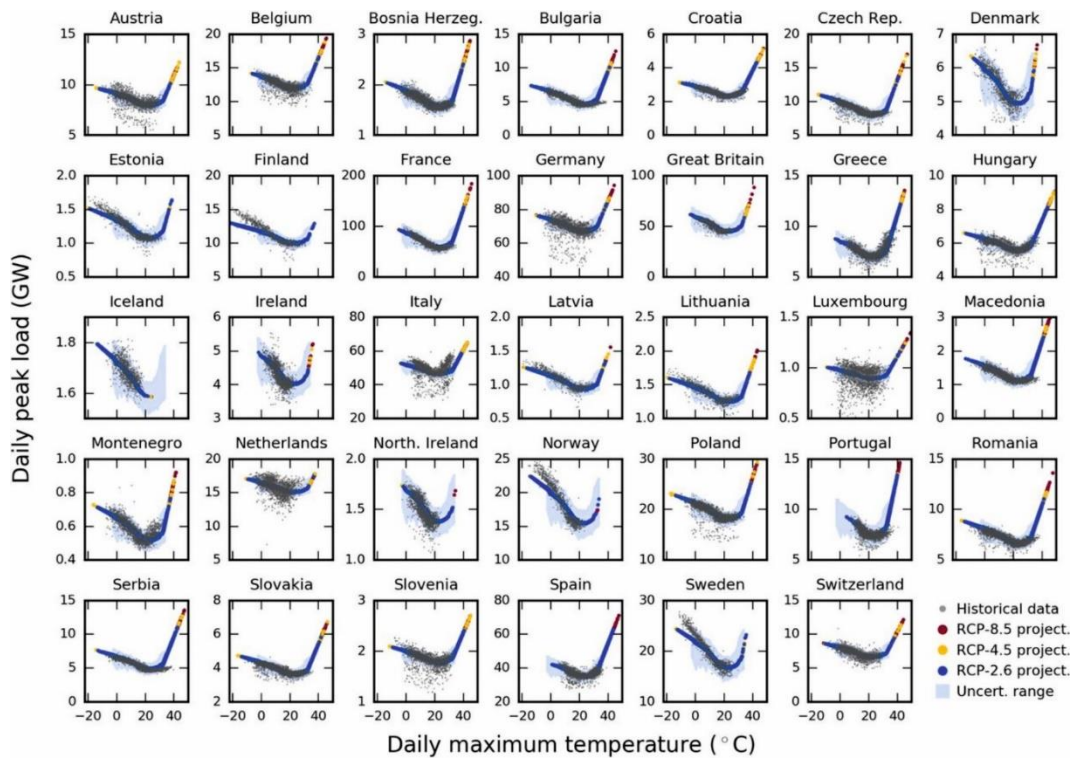 Austria Belgium Bosnia Herzeg. Bulgaria Croatia Czech Rep. Denmark
15 20 3 15 6 15 7
10 15 2 10 4 10 6
5
5 10 1 5 2 5 4
0 0
Estonia Finland France Germany Great Britain Greece Hungary
2.0 20 200 100 100 15 10
1.5 15 100 80 50 10 8
1.0 10 60 6
0.5 5 0 40 0 5 4
Iceland Ireland Italy Latvia Lithuania Luxembourg Macedonia
1.8 6 80 2.0 2.5 1.5 3
5 60 1.5 2.0 2
1.6 4 40 1.0 1.5 1.0 1
3 20 0.5 1.0 0.5 0
Montenegro Netherlands North. Ireland Norway Poland Portugal Romania
1.0 20 2.0 25 30 15 15
0.8 15 1.5 20 20 10 10
0.6 10 15
0.4 5 1.0 10 10 5 5
Serbia Slovakia Slovenia Spain Sweden Switzerland
15 10 3 80 30 15
10 8 2 60 20 10
5 6 40 5
0 4 1 20 10 0
2
−20 0 20 40 −20 0 20 40 −20 0 20 40 −20 0 20 40 −20 0 20 40 −20 0 20 40
Historical data
RCP-8.5 project.
RCP-4.5 project.
RCP-2.6 project.
Uncert. range
Daily peak load (GW)
Daily maximum temperature (°C)